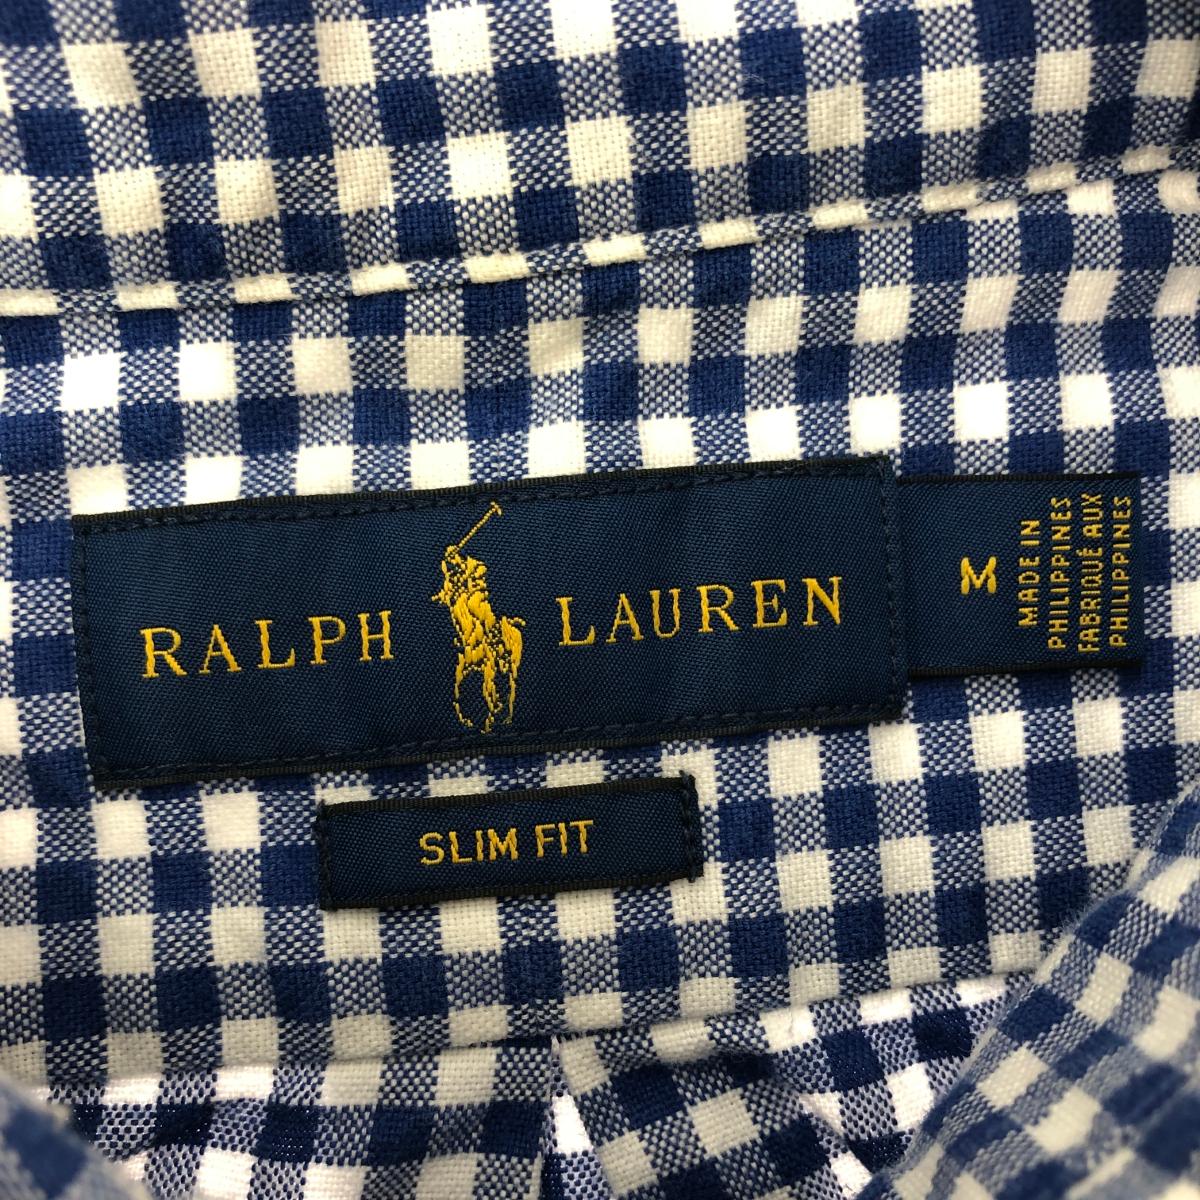 RALPH LAUREN
SLIM FIT
M
MADE IN
PHILIPPINES
FABRIQUÉ AUX
PHILIPPINES